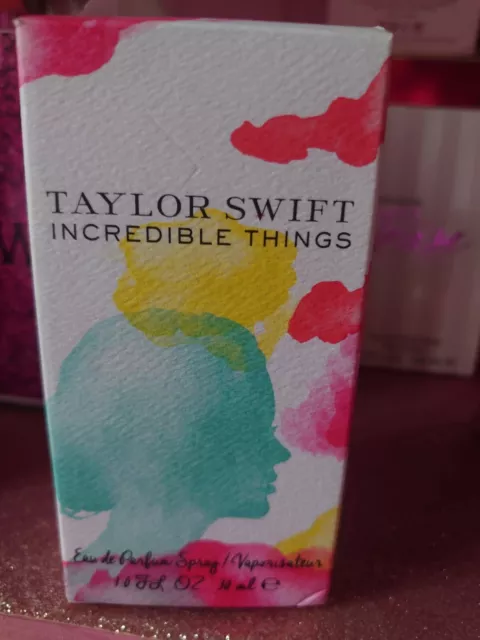 TAYLOR SWIFT
INCREDIBLE THINGS
Eau de Parfum Spray / Vaporisateur
1.0 FL OZ 30 ml ℮